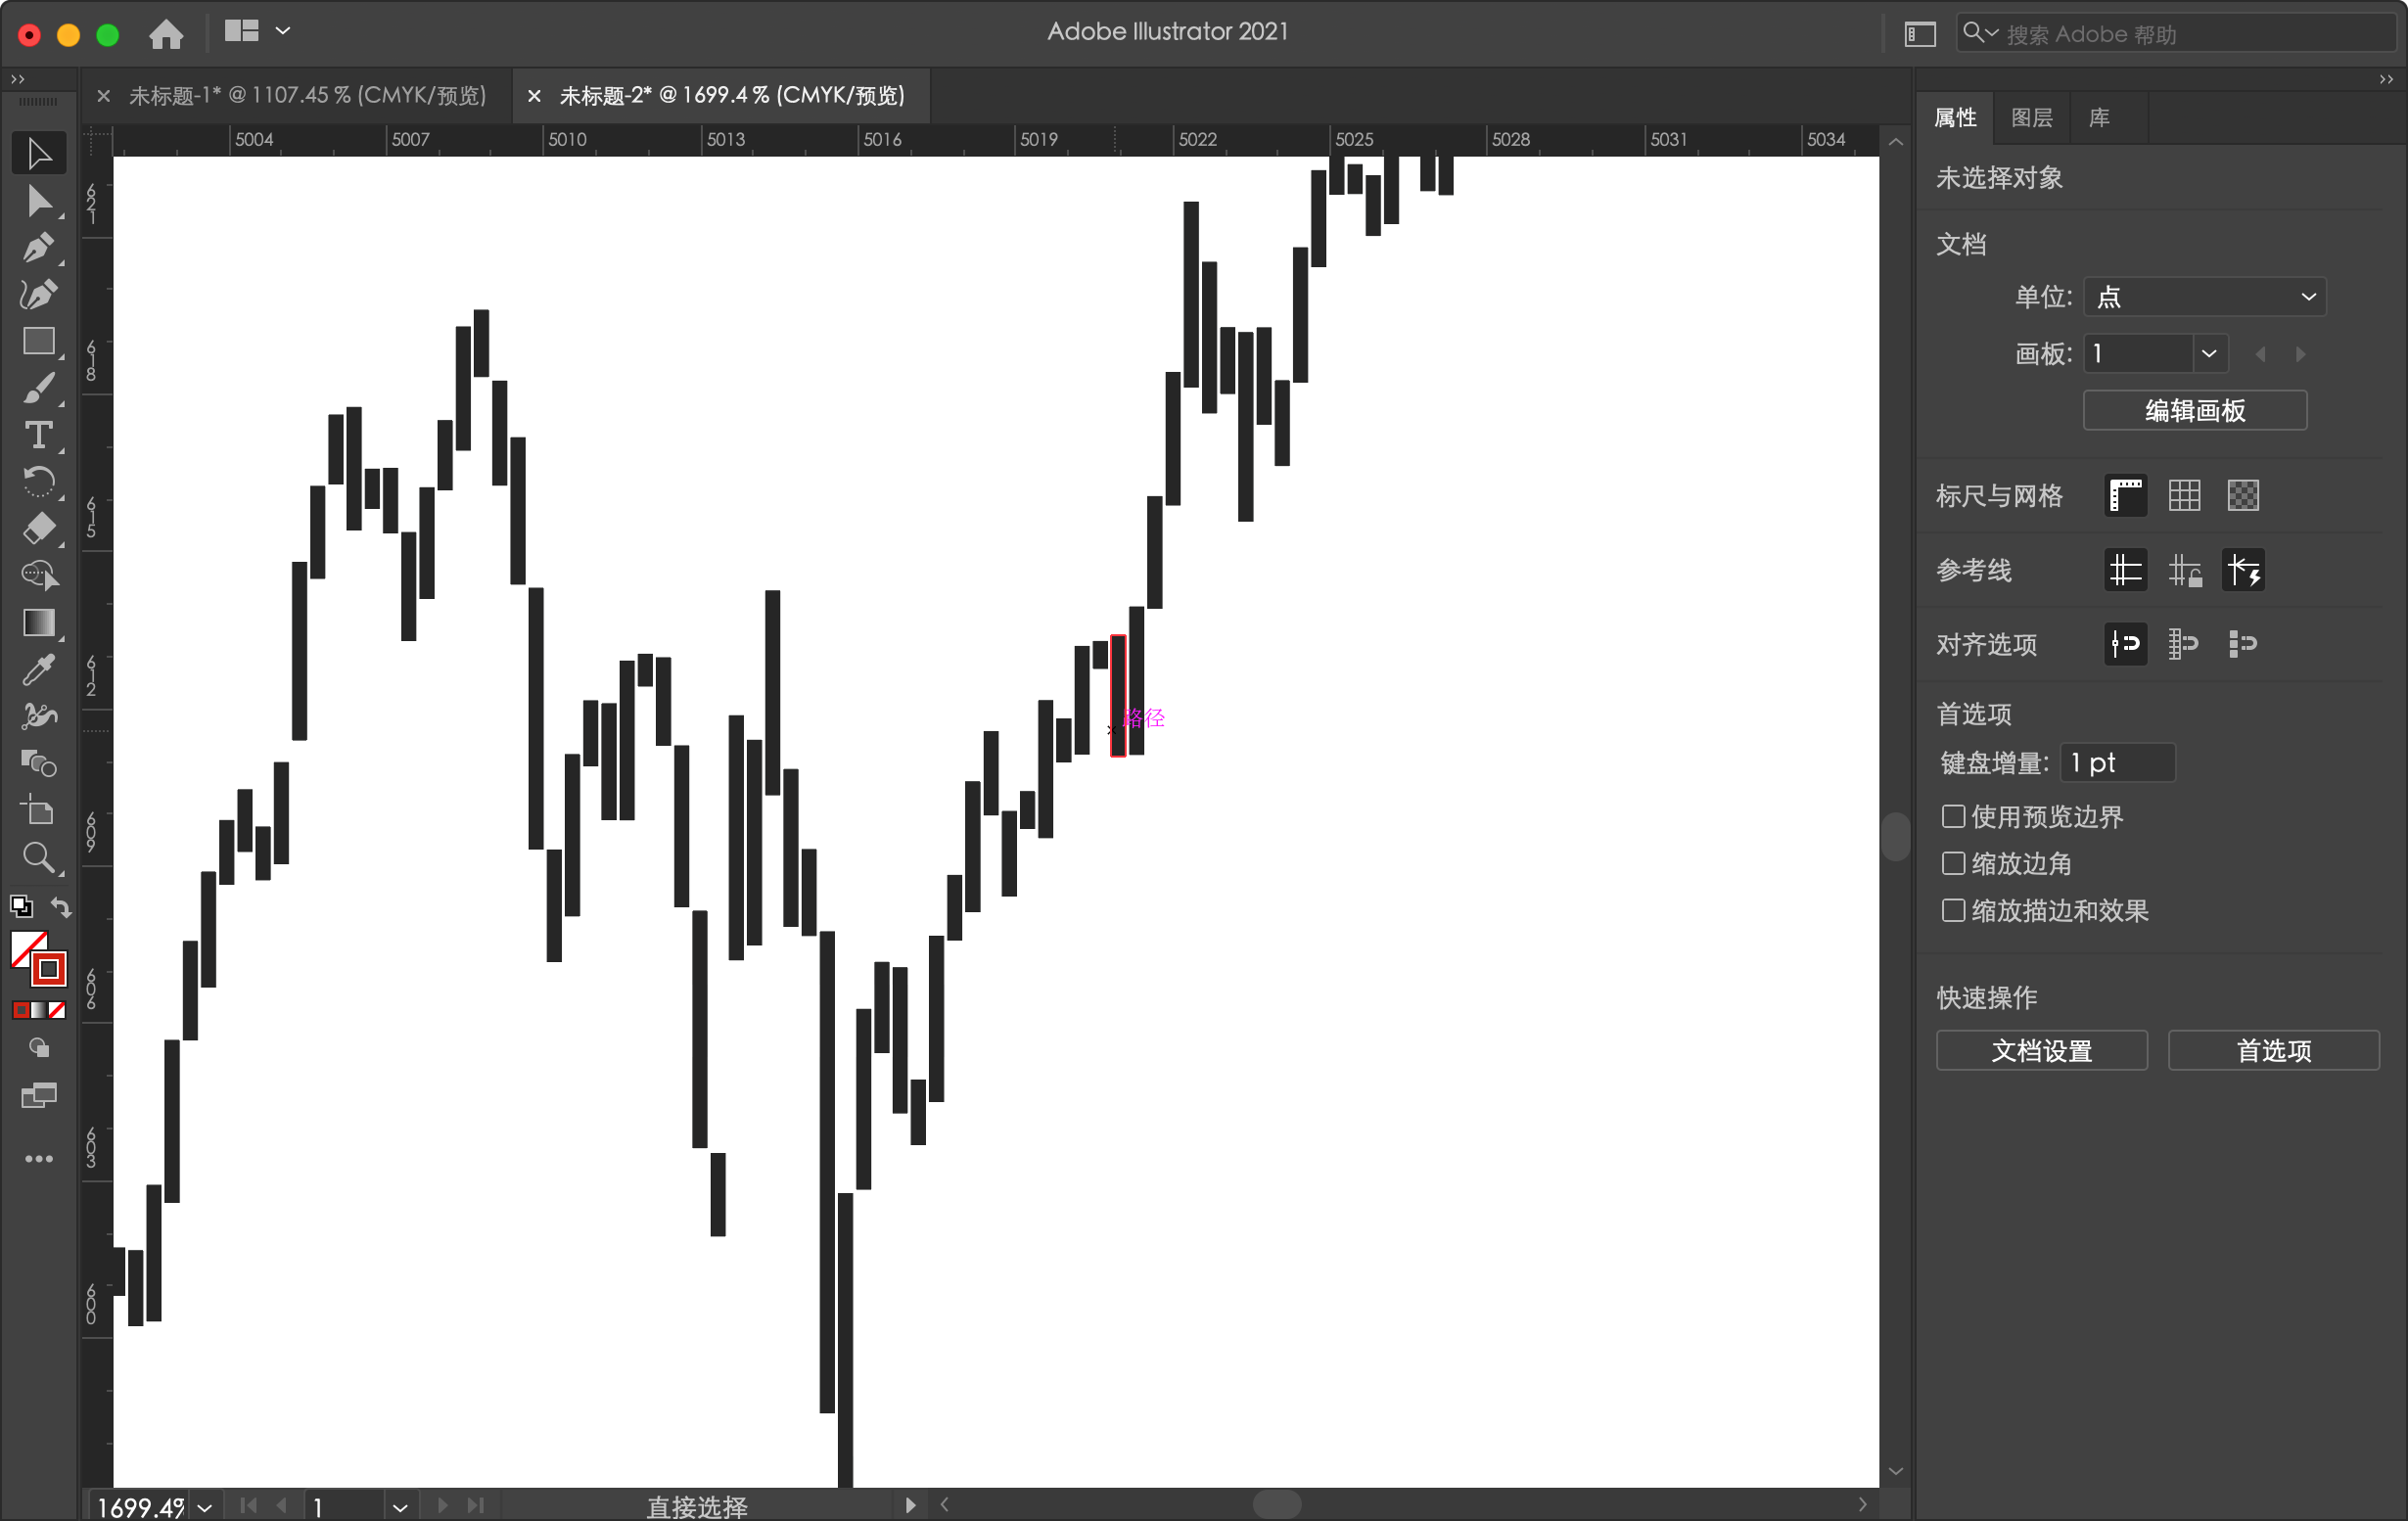 Adobe Illustrator 2021
搜索 Adobe 帮助
未标题-1* @ 1107.45 % (CMYK/预览)
未标题-2* @ 1699.4 % (CMYK/预览)
属性
图层
库
5004
5007
5010
5013
5016
5019
5022
5025
5028
5031
5034
621
618
615
612
609
606
603
600
路径
未选择对象
文档
单位: 点
画板: 1
编辑画板
标尺与网格
参考线
对齐选项
首选项
键盘增量: 1 pt
使用预览边界
缩放边角
缩放描边和效果
快速操作
文档设置
首选项
1699.4%
1
直接选择